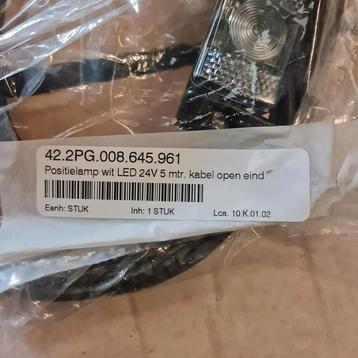 42.2PG.008.645.961
Positielamp wit LED 24V 5 mtr, kabel open eind
Eenh: STUK Inh: 1 STUK Lca. 10.K.01.02